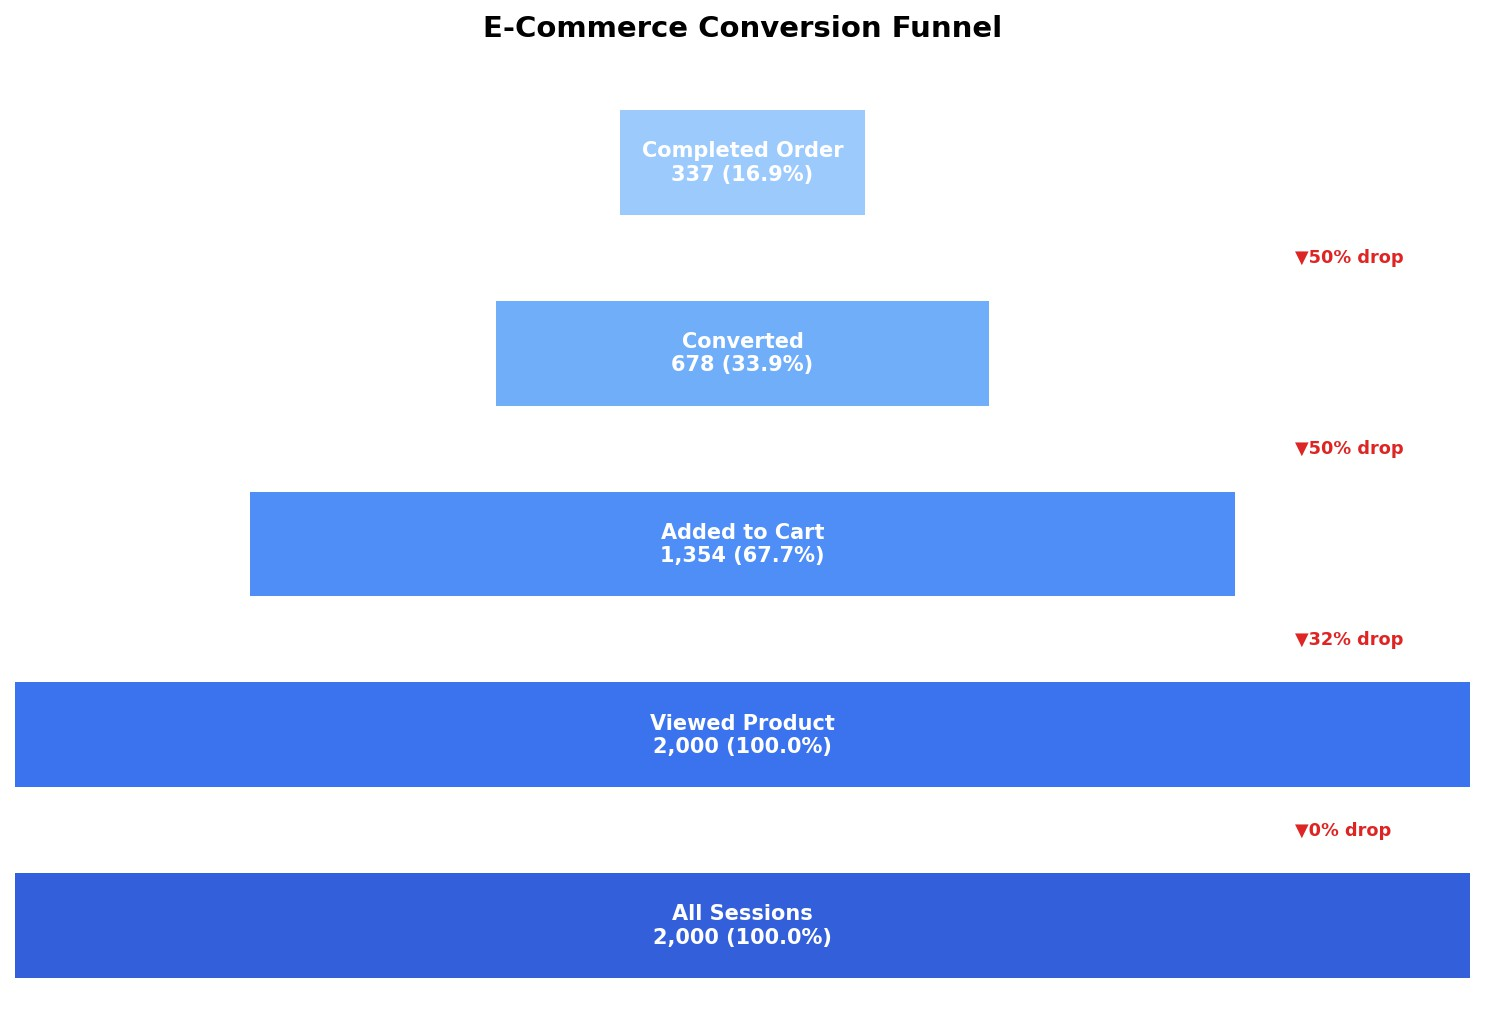 E-Commerce Conversion Funnel
Completed Order
337 (16.9%)
▼50% drop
Converted
678 (33.9%)
▼50% drop
Added to Cart
1,354 (67.7%)
▼32% drop
Viewed Product
2,000 (100.0%)
▼0% drop
All Sessions
2,000 (100.0%)